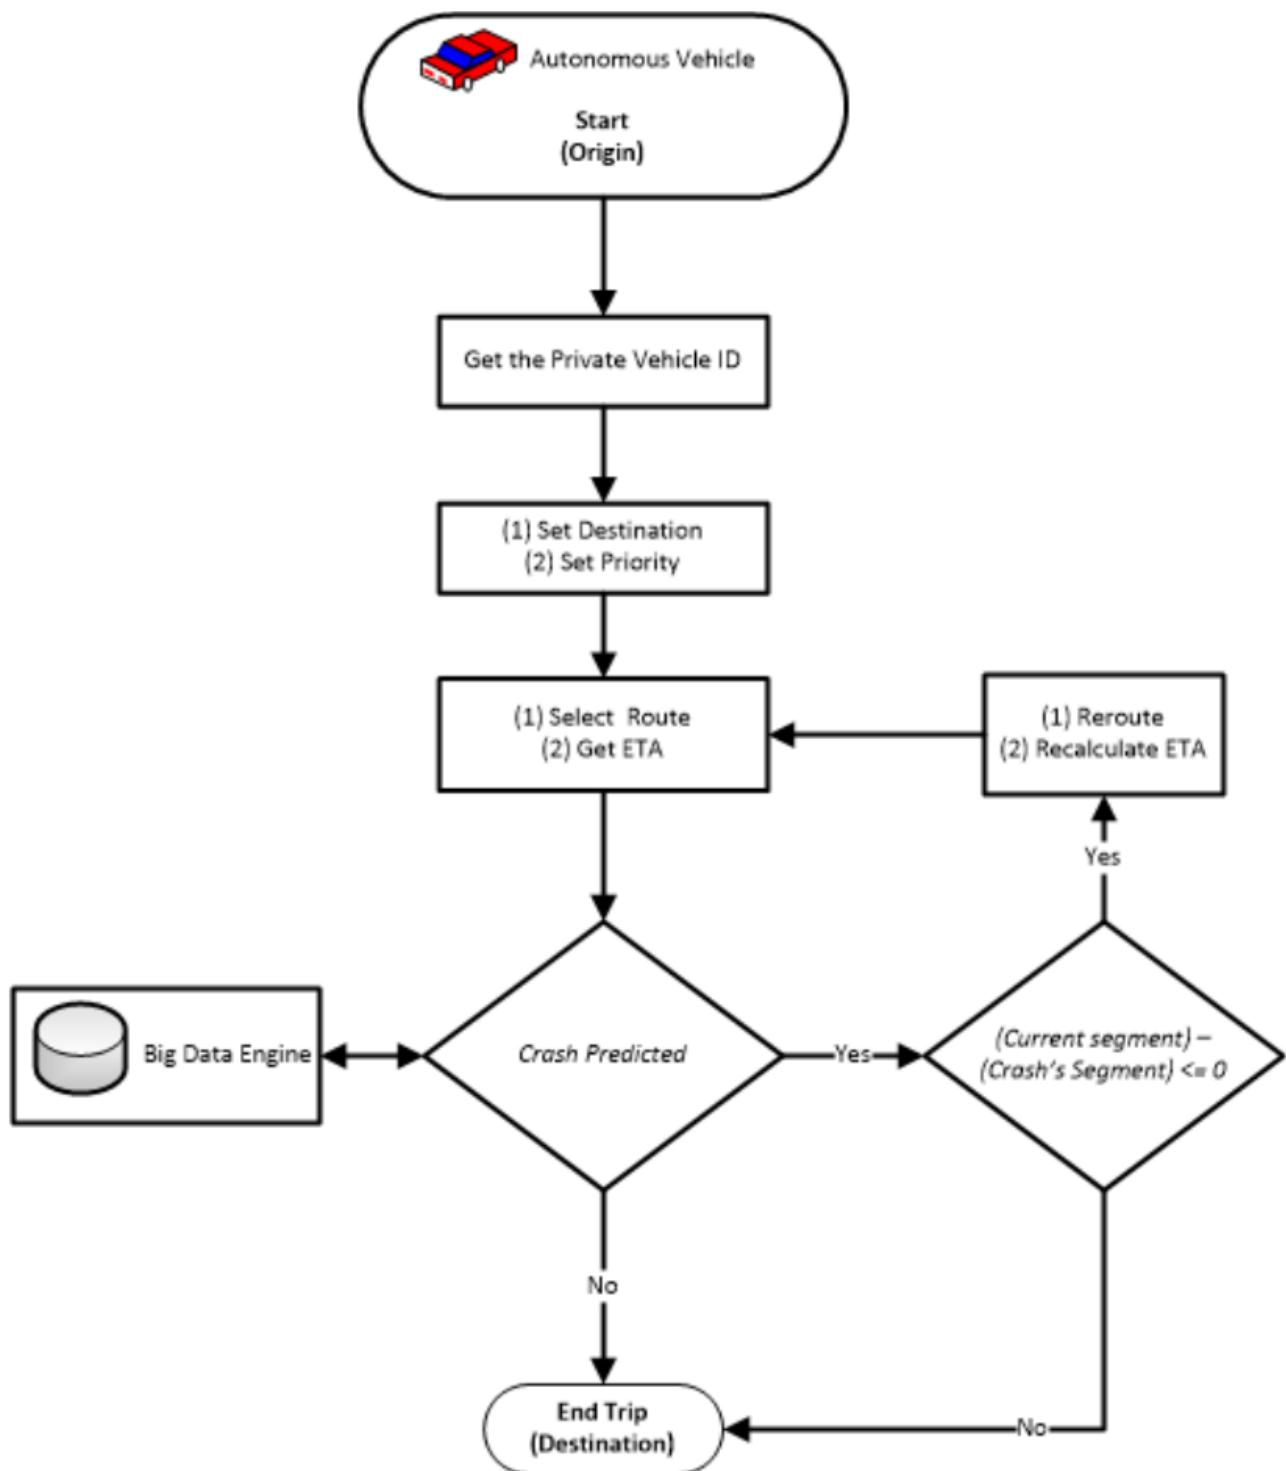 Autonomous Vehicle
Start
(Origin)
Get the Private Vehicle ID
(1) Set Destination
(2) Set Priority
(1) Select Route
(2) Get ETA
(1) Reroute
(2) Recalculate ETA
Yes
Big Data Engine
Crash Predicted
Yes
(Current segment) –
(Crash's Segment) <= 0
No
End Trip
(Destination)
No